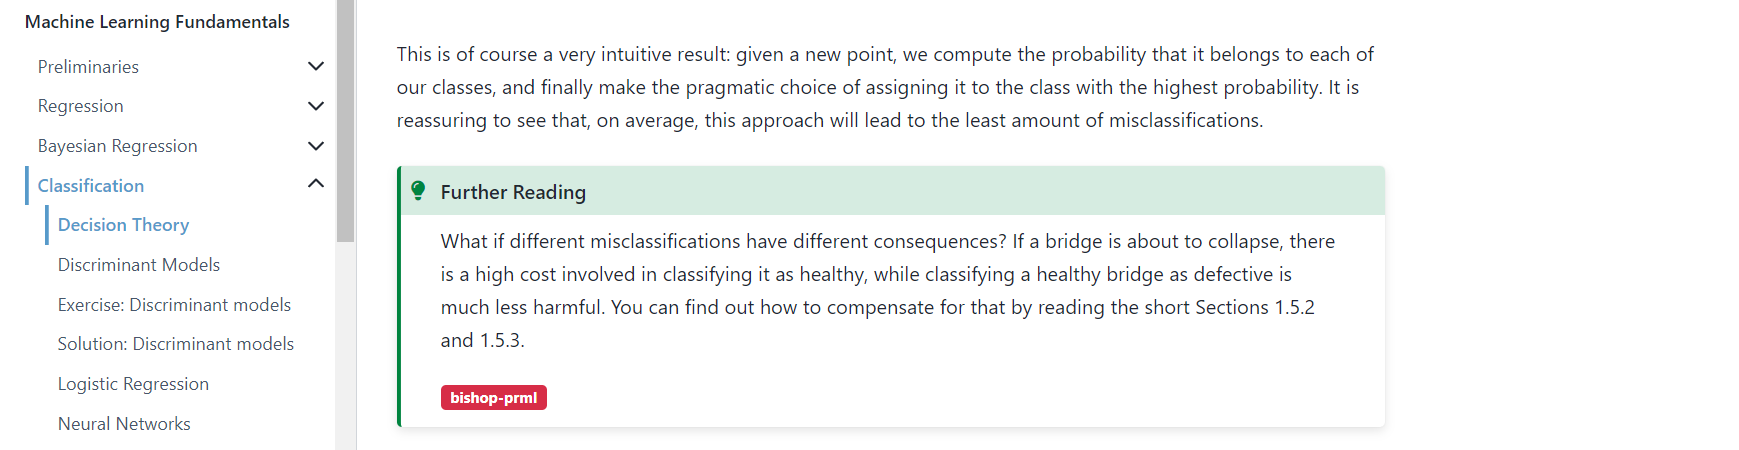 Machine Learning Fundamentals
Preliminaries
Regression
Bayesian Regression
Classification
Decision Theory
Discriminant Models
Exercise: Discriminant models
Solution: Discriminant models
Logistic Regression
Neural Networks
This is of course a very intuitive result: given a new point, we compute the probability that it belongs to each of
our classes, and finally make the pragmatic choice of assigning it to the class with the highest probability. It is
reassuring to see that, on average, this approach will lead to the least amount of misclassifications.
Further Reading
What if different misclassifications have different consequences? If a bridge is about to collapse, there
is a high cost involved in classifying it as healthy, while classifying a healthy bridge as defective is
much less harmful. You can find out how to compensate for that by reading the short Sections 1.5.2
and 1.5.3.
bishop-prml